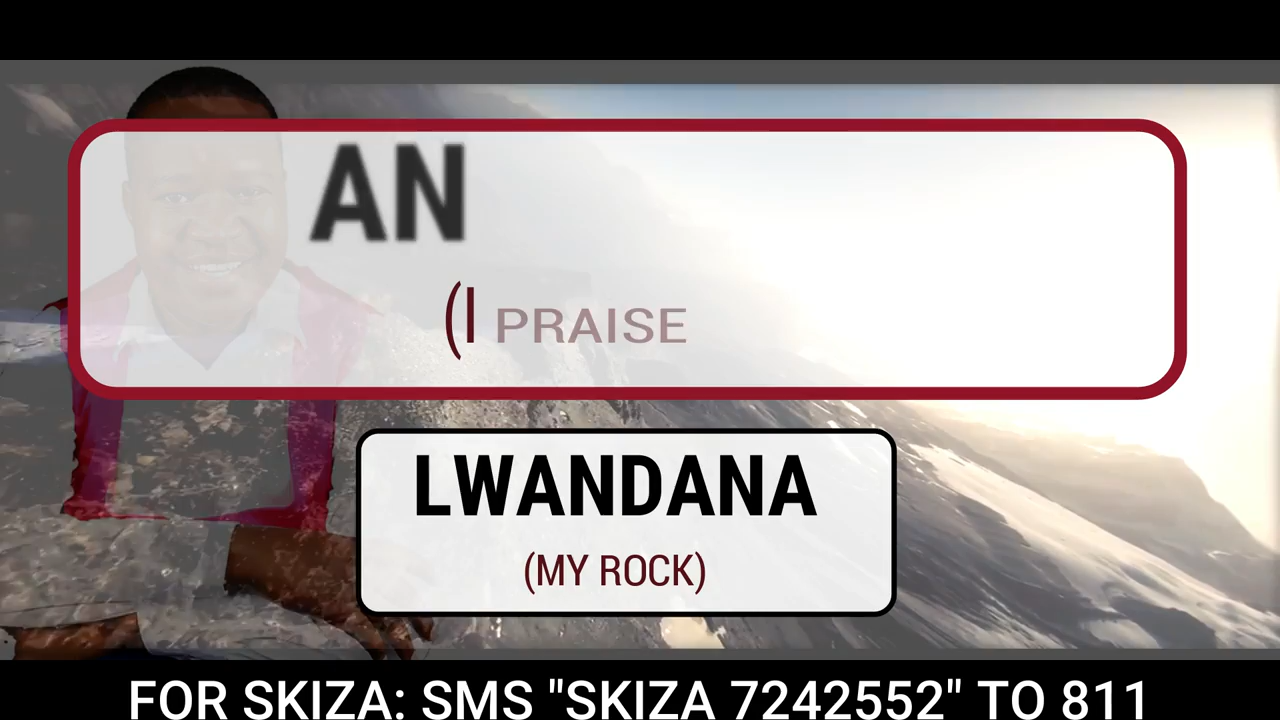 AN
(I PRAISE
LWANDANA
(MY ROCK)
FOR SKIZA: SMS "SKIZA 7242552" TO 811